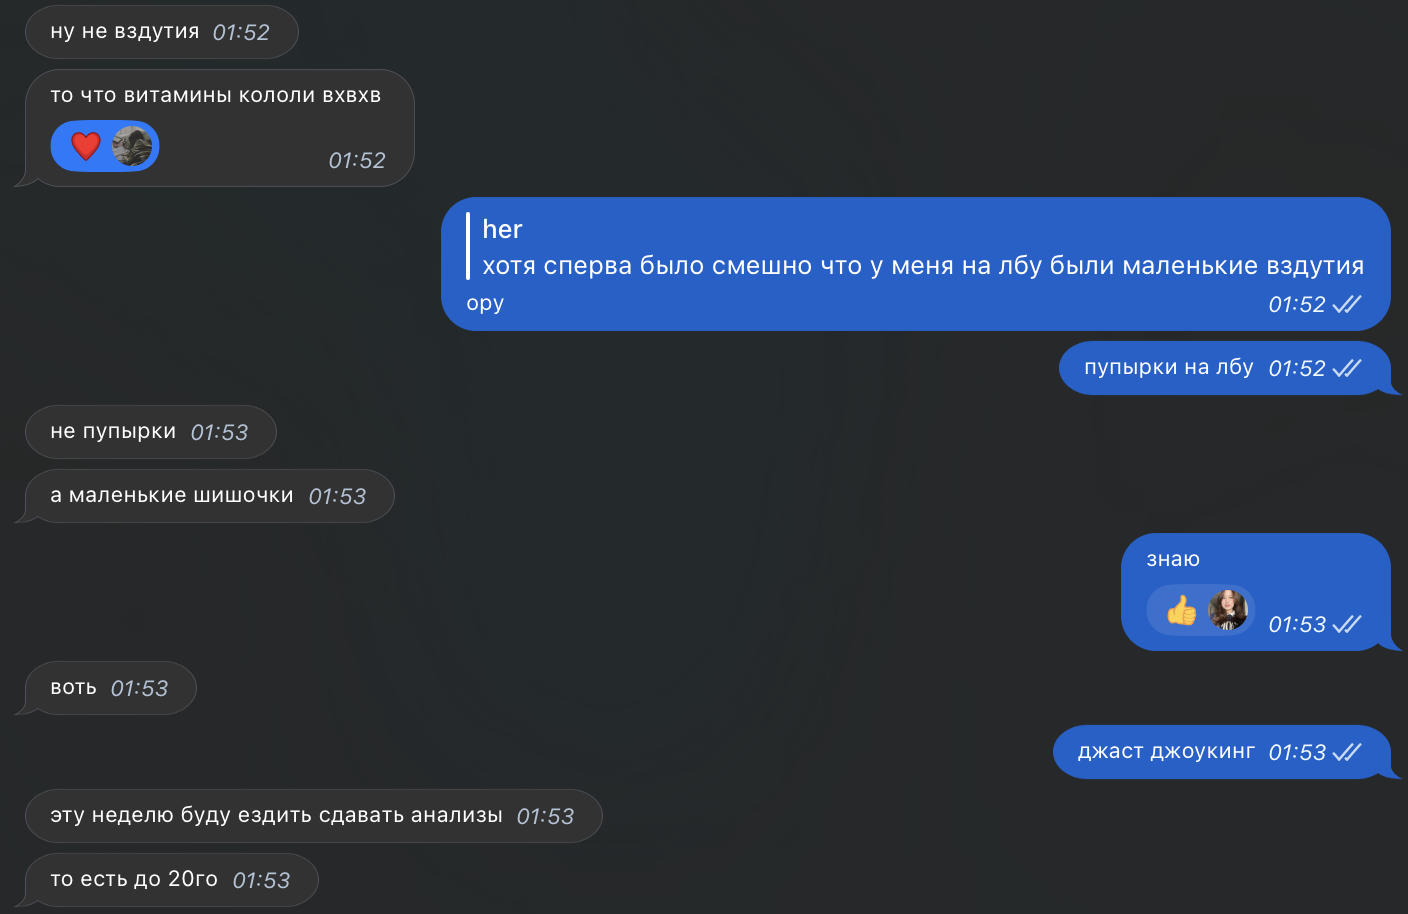 ну не вздутия 01:52
то что витамины кололи вхвхв
01:52
her
хотя сперва было смешно что у меня на лбу были маленькие вздутия
ору 01:52
пупырки на лбу 01:52
не пупырки 01:53
а маленькие шишочки 01:53
знаю
01:53
воть 01:53
джаст джоукинг 01:53
эту неделю буду ездить сдавать анализы 01:53
то есть до 20го 01:53